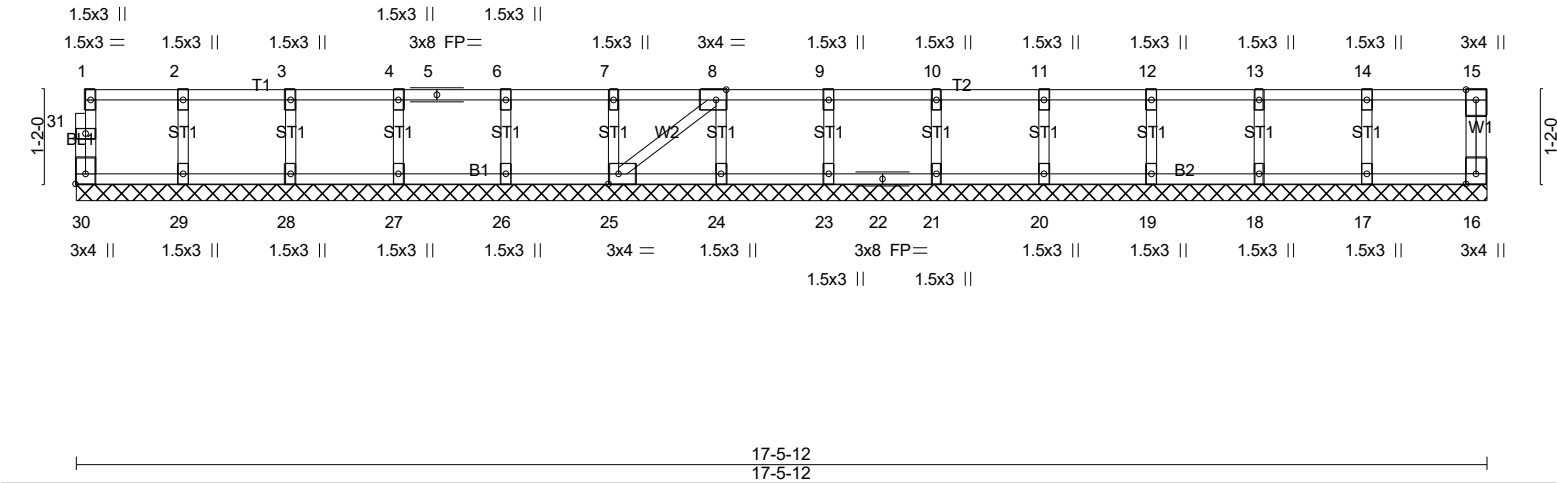 1.5x3 || 1.5x3 || 1.5x3 ||
1.5x3 = 1.5x3 || 1.5x3 || 3x8 FP= 1.5x3 || 3x4 = 1.5x3 || 1.5x3 || 1.5x3 || 1.5x3 || 1.5x3 || 1.5x3 || 3x4 ||
1 2 3 4 5 6 7 8 9 10 11 12 13 14 15
T1 T2
31
1-2-0 BL1 ST1 ST1 ST1 ST1 ST1 W2 ST1 ST1 ST1 ST1 ST1 ST1 ST1 W1 1-2-0
B1 B2
30 29 28 27 26 25 24 23 22 21 20 19 18 17 16
3x4 || 1.5x3 || 1.5x3 || 1.5x3 || 1.5x3 || 3x4 = 1.5x3 || 3x8 FP= 1.5x3 || 1.5x3 || 1.5x3 || 1.5x3 || 3x4 ||
1.5x3 || 1.5x3 ||
17-5-12
17-5-12